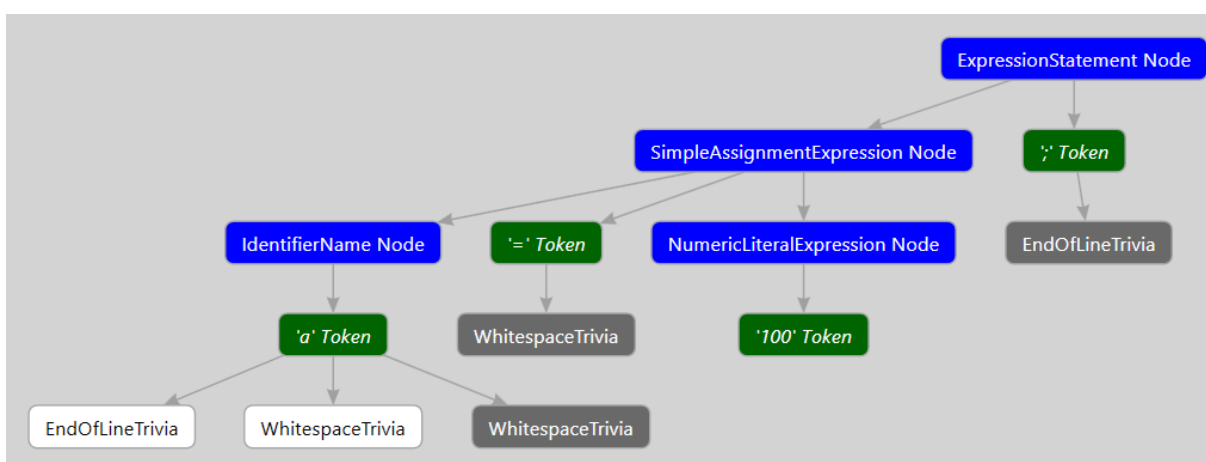 ExpressionStatement Node
SimpleAssignmentExpression Node
';' Token
IdentifierName Node
'=' Token
NumericLiteralExpression Node
EndOfLineTrivia
'a' Token
WhitespaceTrivia
'100' Token
EndOfLineTrivia
WhitespaceTrivia
WhitespaceTrivia